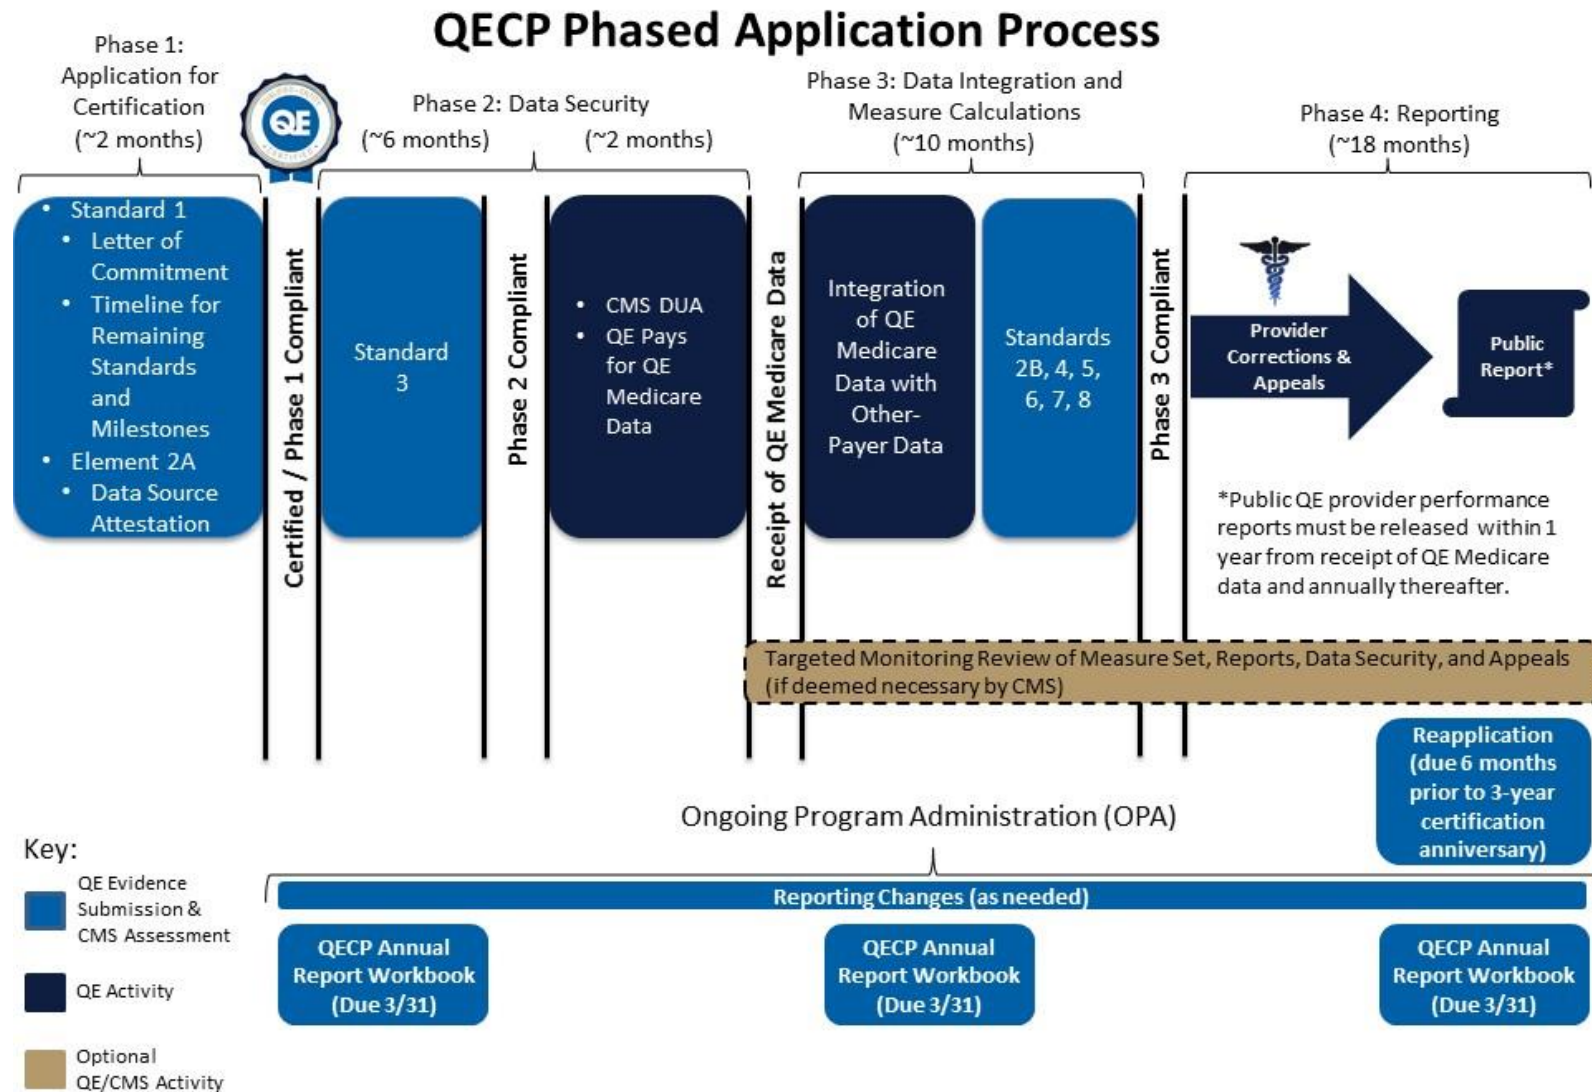 QECP Phased Application Process
Phase 1:
Application for
Certification
(~2 months)
QE
Phase 2: Data Security
(~6 months)
(~2 months)
Phase 3: Data Integration and
Measure Calculations
(~10 months)
Phase 4: Reporting
(~18 months)
• Standard 1
• Letter of
Commitment
• Timeline for
Remaining
Standards
and
Milestones
• Element 2A
• Data Source
Attestation
Certified / Phase 1 Compliant
Standard
3
Phase 2 Compliant
• CMS DUA
• QE Pays
for QE
Medicare
Data
Receipt of QE Medicare Data
Integration
of QE
Medicare
Data with
Other-
Payer Data
Standards
2B, 4, 5,
6, 7, 8
Phase 3 Compliant
Provider
Corrections &
Appeals
Public
Report*
*Public QE provider performance
reports must be released within 1
year from receipt of QE Medicare
data and annually thereafter.
Targeted Monitoring Review of Measure Set, Reports, Data Security, and Appeals
(if deemed necessary by CMS)
Reapplication
(due 6 months
prior to 3-year
certification
anniversary)
Ongoing Program Administration (OPA)
Reporting Changes (as needed)
QECP Annual
Report Workbook
(Due 3/31)
QECP Annual
Report Workbook
(Due 3/31)
QECP Annual
Report Workbook
(Due 3/31)
Key:
QE Evidence
Submission &
CMS Assessment
QE Activity
Optional
QE/CMS Activity